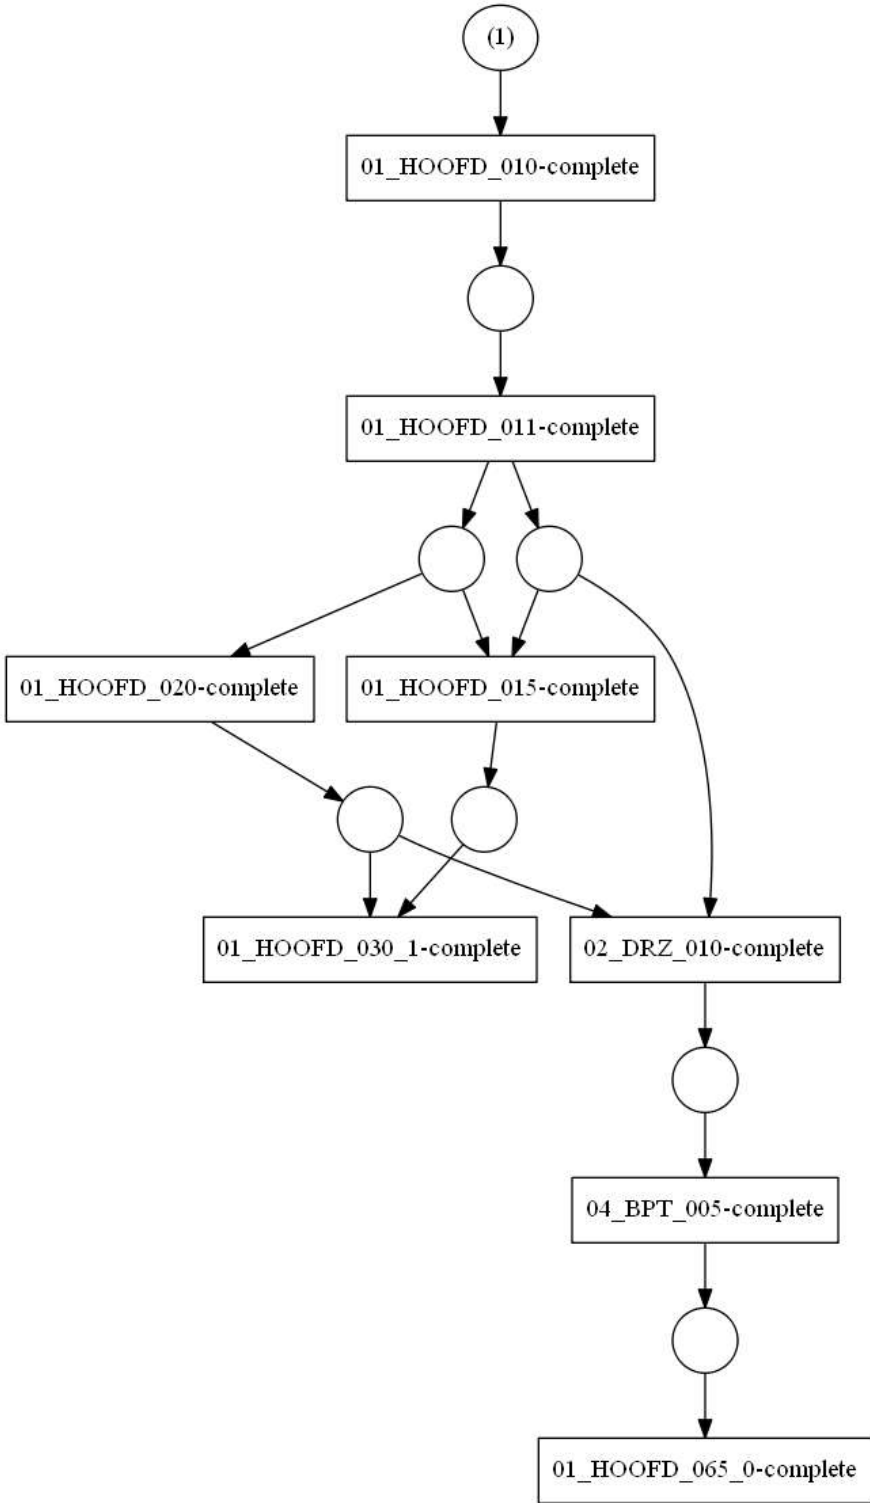 (1)
01_HOOFD_010-complete
01_HOOFD_011-complete
01_HOOFD_020-complete
01_HOOFD_015-complete
01_HOOFD_030_1-complete
02_DRZ_010-complete
04_BPT_005-complete
01_HOOFD_065_0-complete